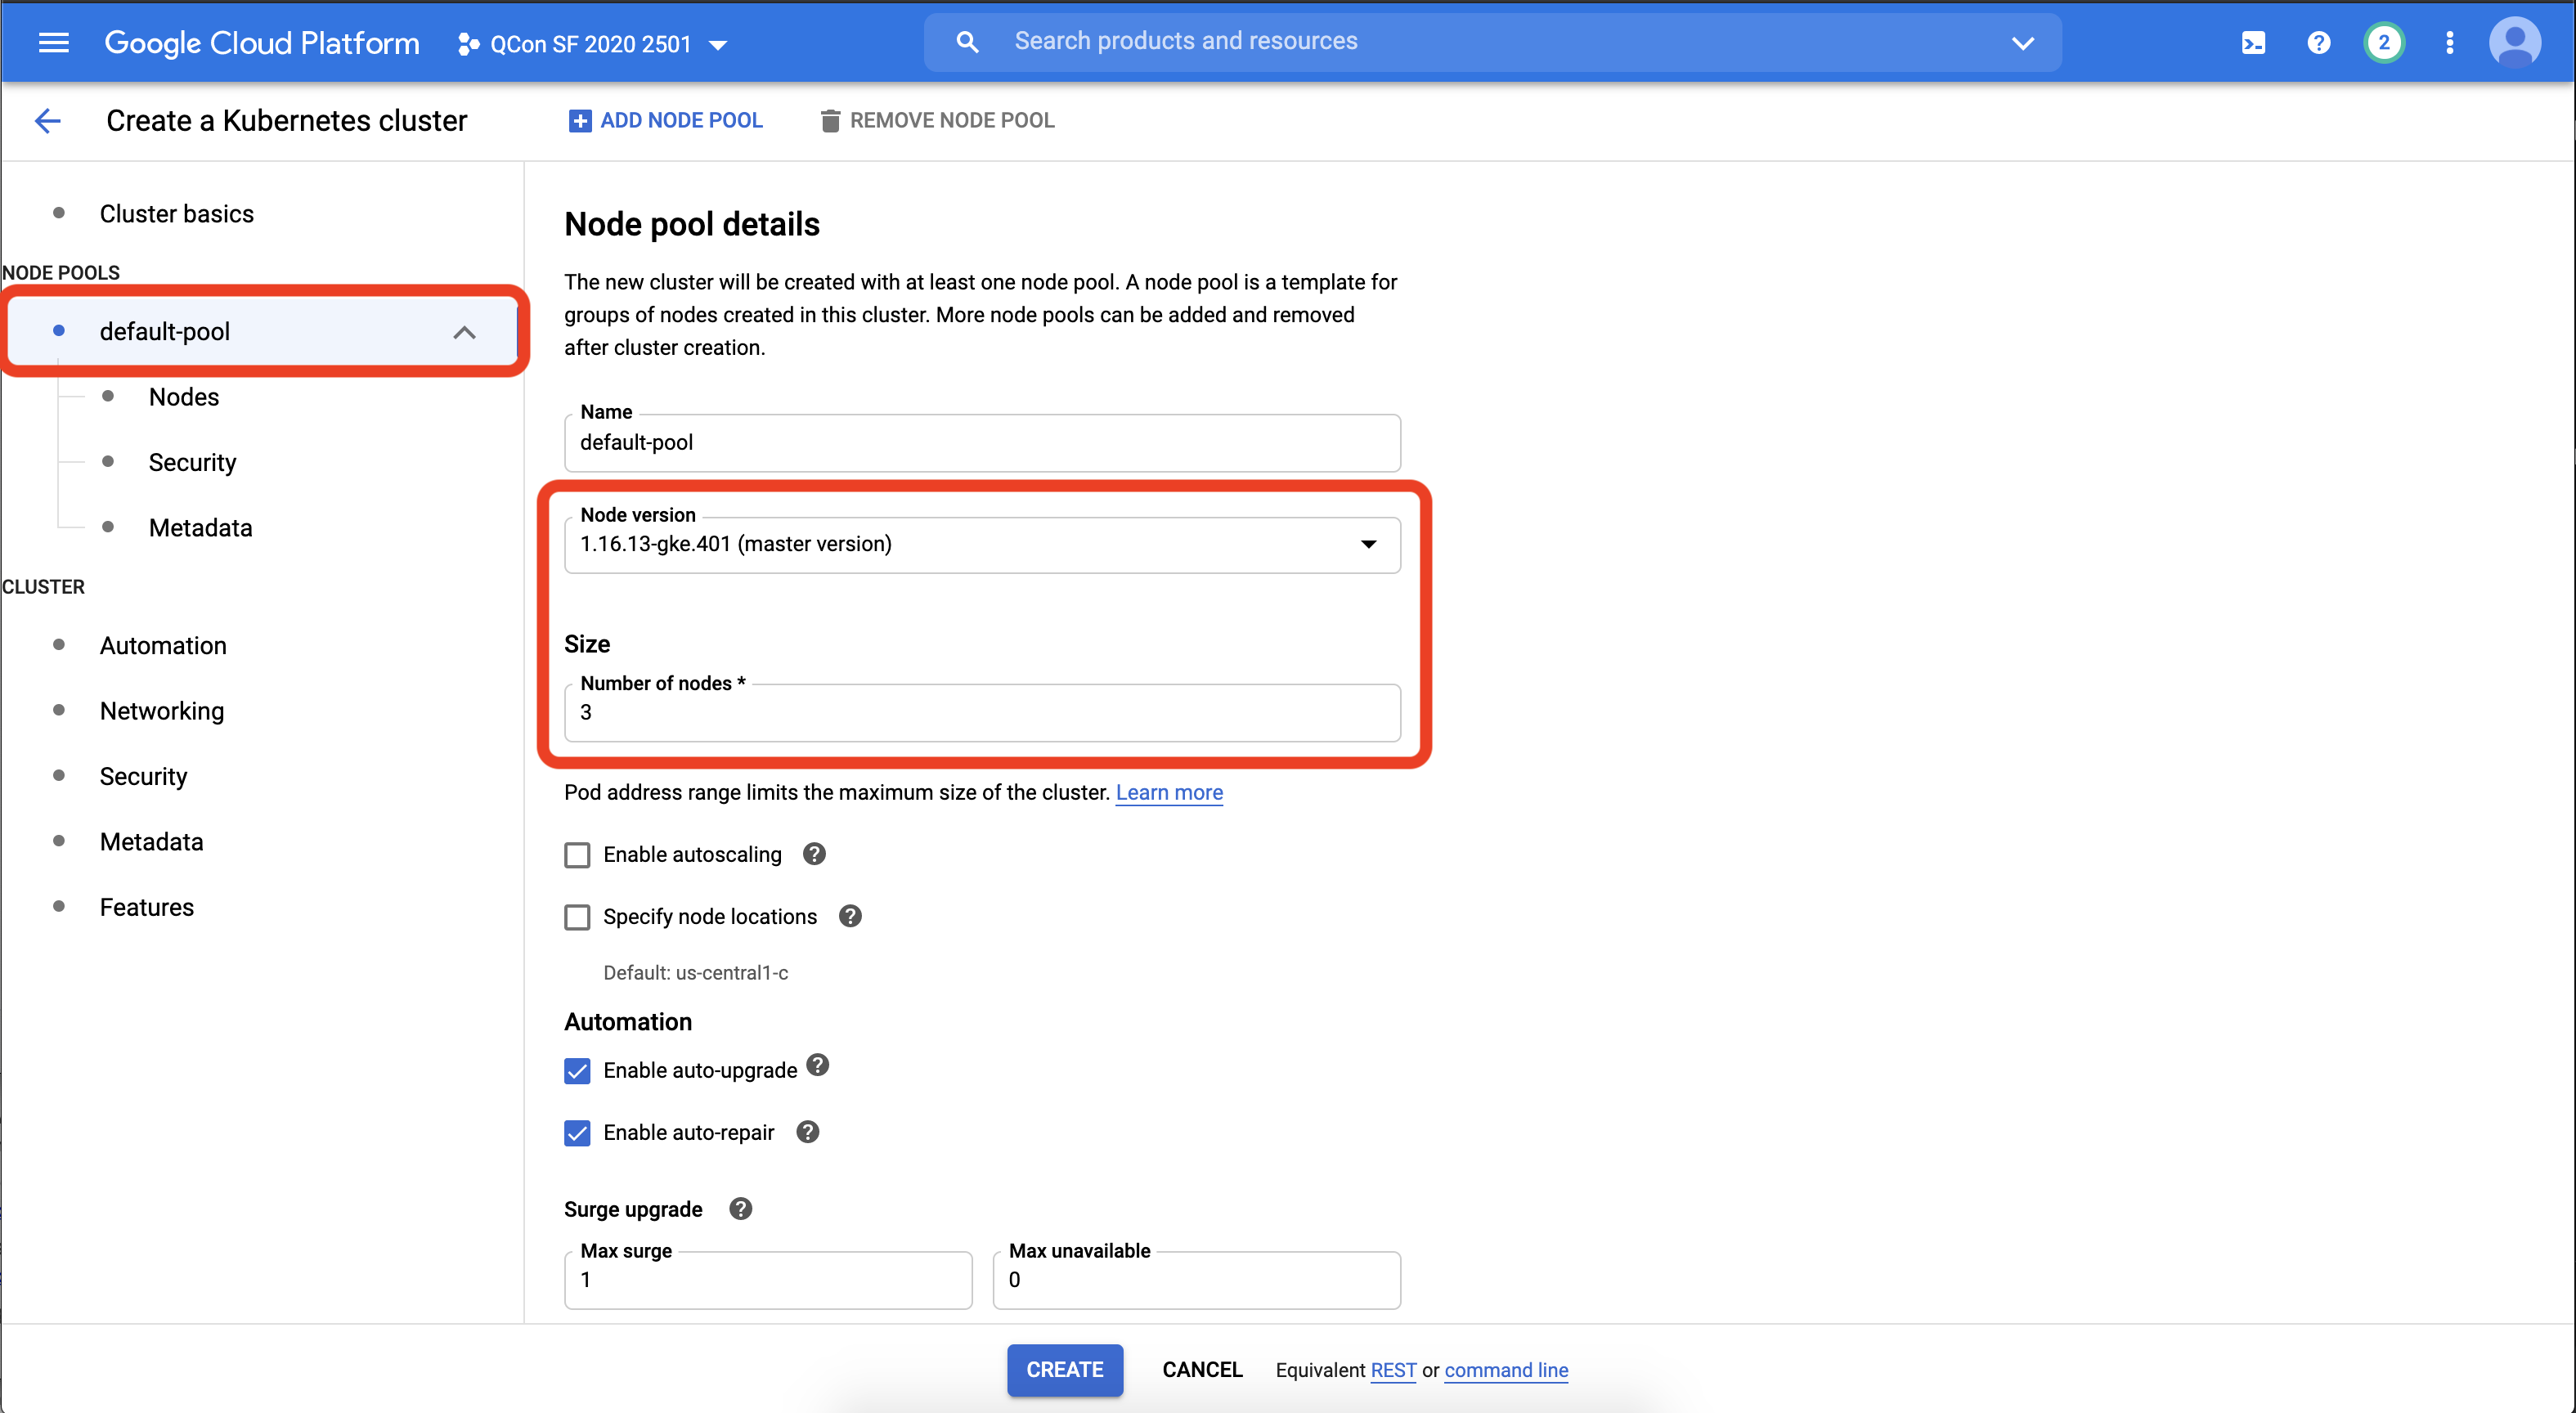 Google Cloud Platform
QCon SF 2020 2501
Search products and resources
2
Create a Kubernetes cluster
ADD NODE POOL
REMOVE NODE POOL
Cluster basics
NODE POOLS
default-pool
Nodes
Security
Metadata
CLUSTER
Automation
Networking
Security
Metadata
Features
Node pool details
The new cluster will be created with at least one node pool. A node pool is a template for
groups of nodes created in this cluster. More node pools can be added and removed
after cluster creation.
Name
default-pool
Node version
1.16.13-gke.401 (master version)
Size
Number of nodes *
3
Pod address range limits the maximum size of the cluster. Learn more
Enable autoscaling
Specify node locations
Default: us-central1-c
Automation
Enable auto-upgrade
Enable auto-repair
Surge upgrade
Max surge
1
Max unavailable
0
CREATE
CANCEL
Equivalent REST or command line